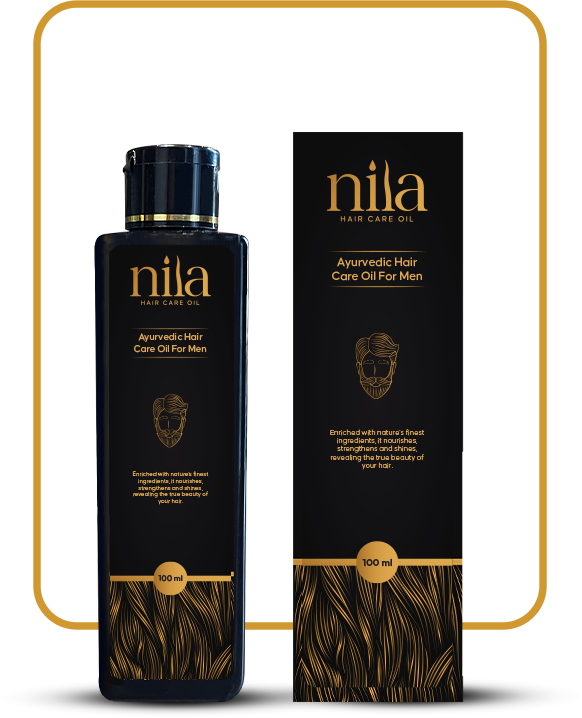 nila
HAIR CARE OIL
Ayurvedic Hair
Care Oil For Men
Enriched with nature's finest
ingredients, it nourishes,
strengthens and shines,
revealing the true beauty of
your hair.
100 ml
nila
HAIR CARE OIL
Ayurvedic Hair
Care Oil For Men
Enriched with nature's finest
ingredients, it nourishes,
strengthens and shines,
revealing the true beauty of
your hair.
100 ml